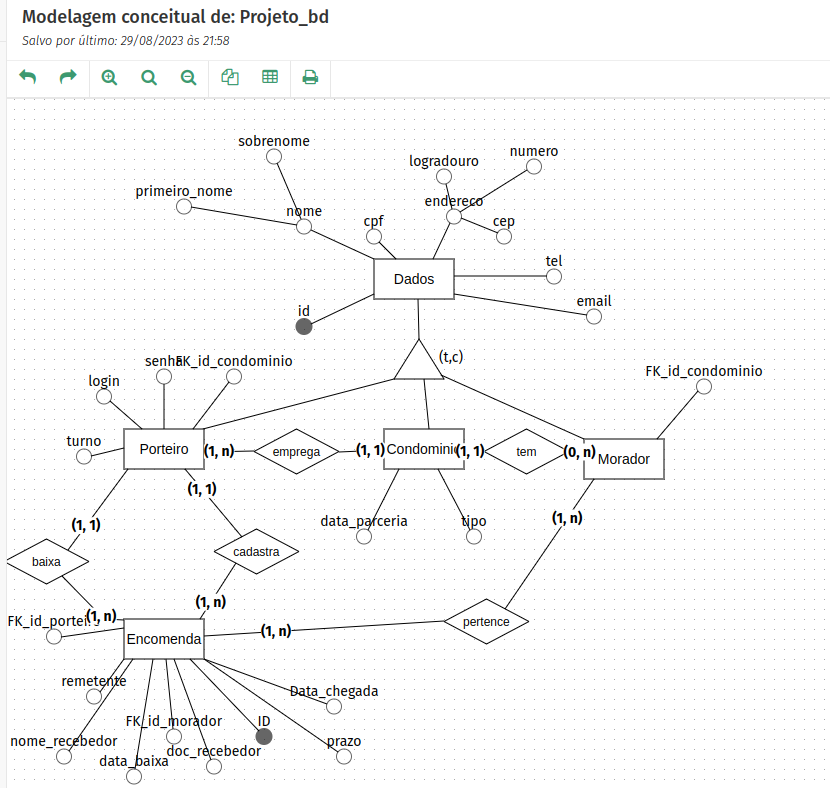 Modelagem conceitual de: Projeto_bd
Salvo por último: 29/08/2023 às 21:58
sobrenome
logradouro
numero
primeiro_nome
nome
endereço
cpf
cep
Dados
tel
id
email
(t,c)
senha
FK_id_condominio
login
FK_id_condominio
turno
Porteiro
(1, n)
emprega
(1, 1)
Condominio
(1, 1)
tem
(0, n)
Morador
(1, 1)
(1, 1)
data_parceria
tipo
(1, n)
baixa
cadastra
(1, n)
(1, n)
FK_id_porteiro
Encomenda
(1, n)
pertence
remetente
Data_chegada
FK_id_morador
ID
nome_recebedor
doc_recebedor
prazo
data_baixa